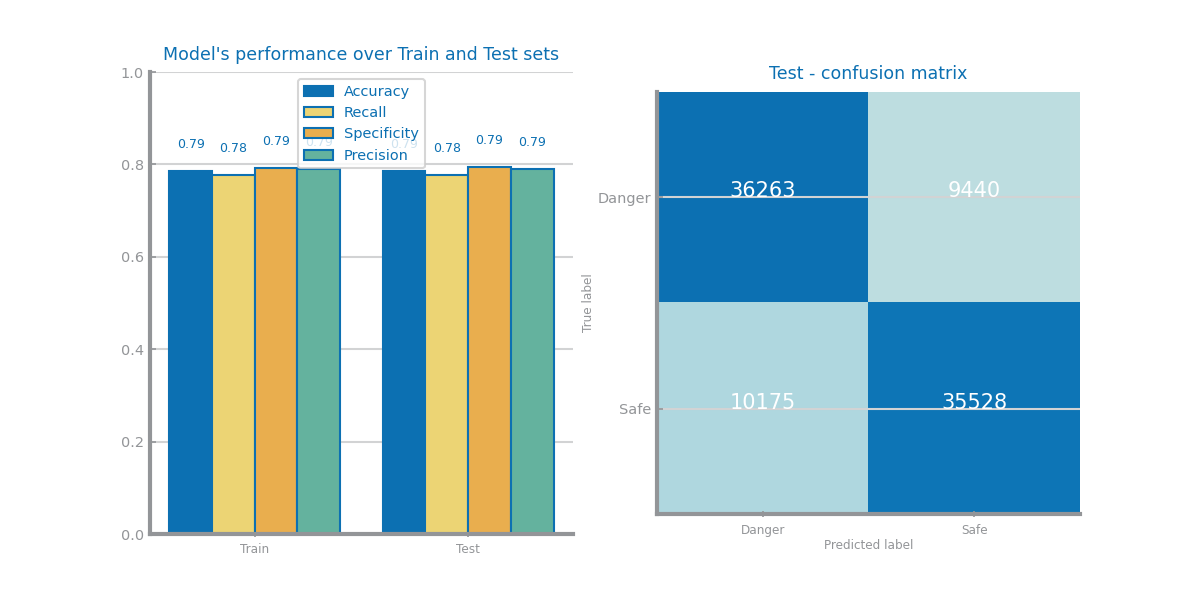 Model's performance over Train and Test sets
1.0
0.8
0.6
0.4
0.2
0.0
Accuracy
Recall
Specificity
Precision
0.79
0.78
0.79
0.79
0.79
0.78
0.79
0.79
Train
Test
Test - confusion matrix
True label
Danger
Safe
36263
9440
10175
35528
Danger
Safe
Predicted label